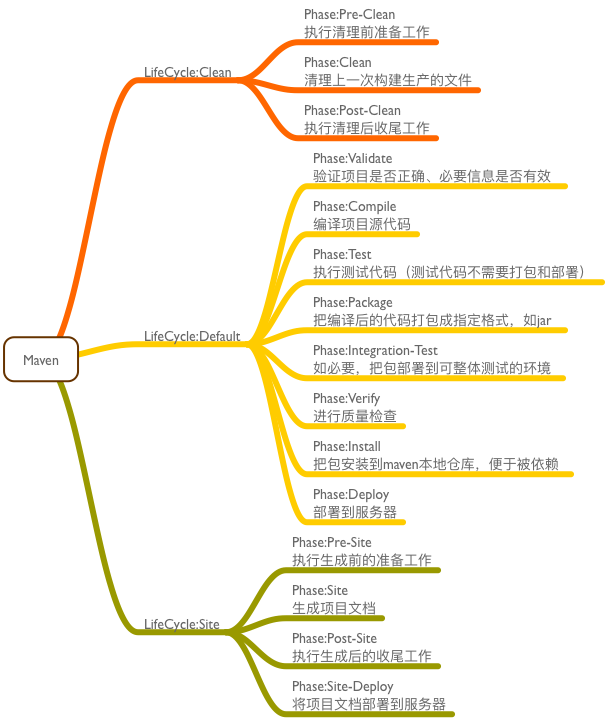 Phase:Pre-Clean
执行清理前准备工作
LifeCycle:Clean
Phase:Clean
清理上一次构建生产的文件
Phase:Post-Clean
执行清理后收尾工作
Phase:Validate
验证项目是否正确、必要信息是否有效
Phase:Compile
编译项目源代码
Phase:Test
执行测试代码（测试代码不需要打包和部署）
Phase:Package
把编译后的代码打包成指定格式，如jar
LifeCycle:Default
Maven
Phase:Integration-Test
如必要，把包部署到可整体测试的环境
Phase:Verify
进行质量检查
Phase:Install
把包安装到maven本地仓库，便于被依赖
Phase:Deploy
部署到服务器
Phase:Pre-Site
执行生成前的准备工作
Phase:Site
生成项目文档
LifeCycle:Site
Phase:Post-Site
执行生成后的收尾工作
Phase:Site-Deploy
将项目文档部署到服务器